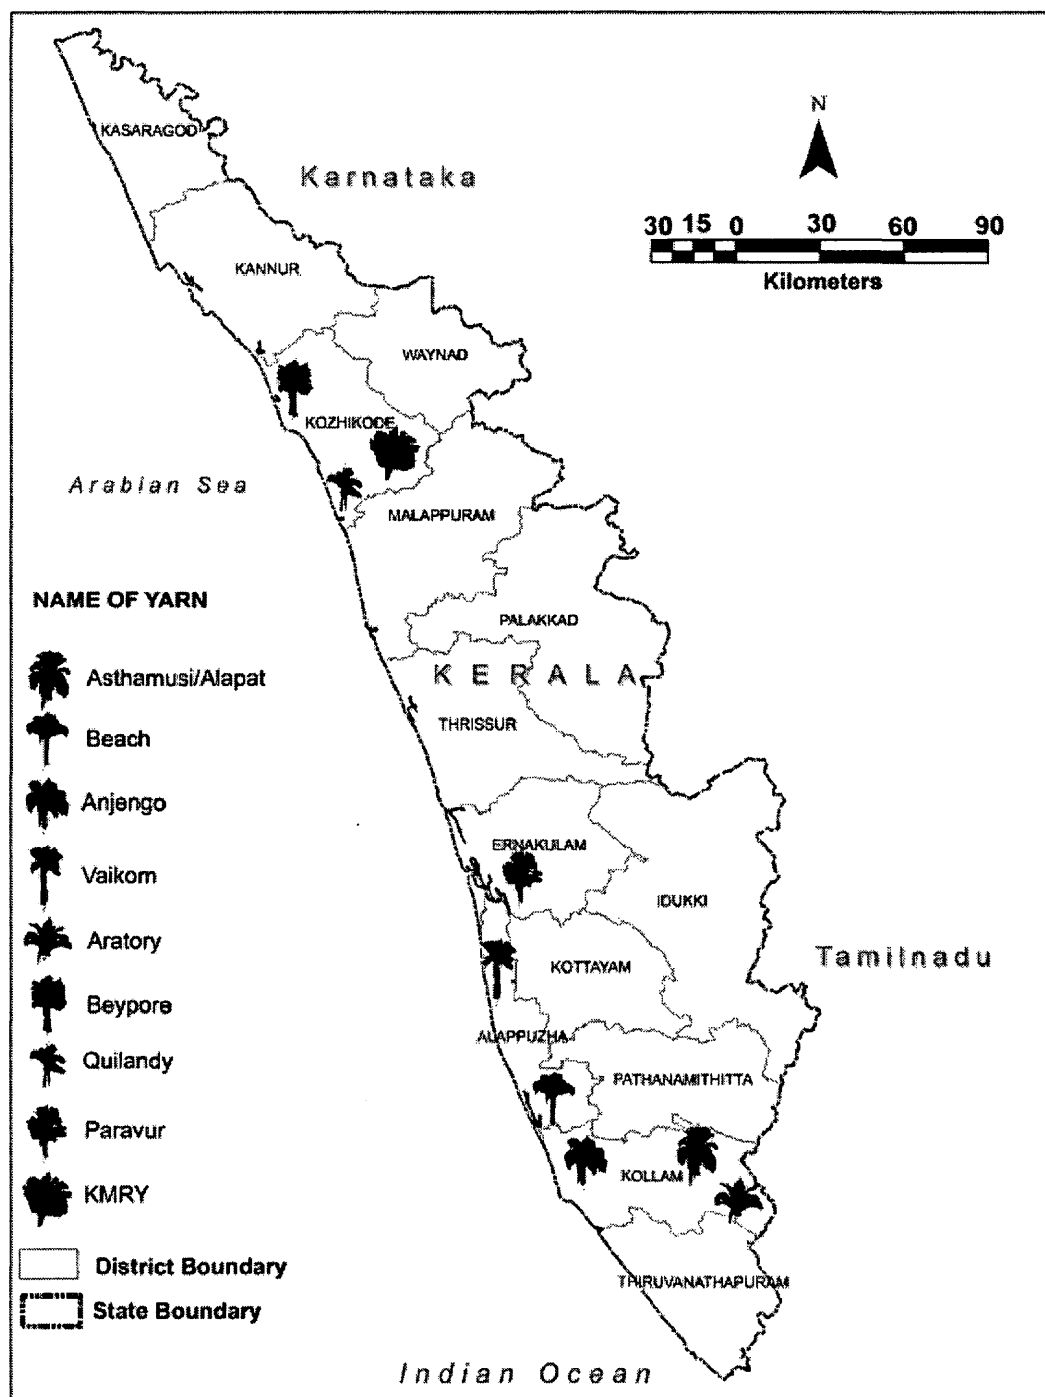 KASARAGOD
Karnataka
N
30 15 0 30 60 90
Kilometers
KANNUR
WAYNAD
KOZHIKODE
Arabian Sea
MALAPPURAM
NAME OF YARN
PALAKKAD
KERALA
Asthamusi/Alapat
THRISSUR
Beach
Anjengo
ERNAKULAM
Vaikom
IDUKKI
Aratory
KOTTAYAM
Tamilnadu
Beypore
ALAPPUZHA
Quilandy
PATHANAMITHITTA
Paravur
KOLLAM
KMRY
District Boundary
THIRUVANATHAPURAM
State Boundary
Indian Ocean